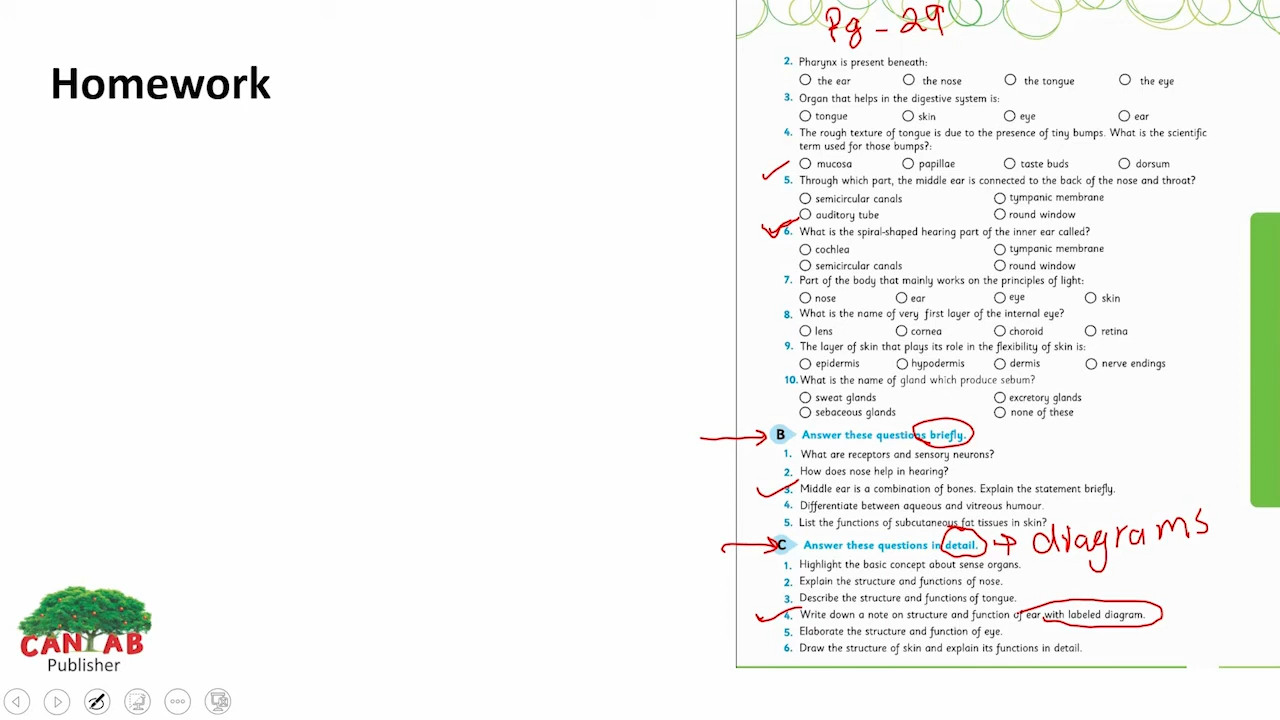 Homework
Pg - 29
2. Pharynx is present beneath:
the ear the nose the tongue the eye
3. Organ that helps in the digestive system is:
tongue skin eye ear
4. The rough texture of tongue is due to the presence of tiny bumps. What is the scientific
term used for those bumps?:
mucosa papillae taste buds dorsum
5. Through which part, the middle ear is connected to the back of the nose and throat?
semicircular canals tympanic membrane
auditory tube round window
6. What is the spiral-shaped hearing part of the inner ear called?
cochlea tympanic membrane
semicircular canals round window
7. Part of the body that mainly works on the principles of light:
nose ear eye skin
8. What is the name of very first layer of the internal eye?
lens cornea choroid retina
9. The layer of skin that plays its role in the flexibility of skin is:
epidermis hypodermis dermis nerve endings
10. What is the name of gland which produce sebum?
sweat glands excretory glands
sebaceous glands none of these
B Answer these questions briefly.
1. What are receptors and sensory neurons?
2. How does nose help in hearing?
3. Middle ear is a combination of bones. Explain the statement briefly.
4. Differentiate between aqueous and vitreous humour.
5. List the functions of subcutaneous fat tissues in skin?
C Answer these questions in detail. → diagrams
1. Highlight the basic concept about sense organs.
2. Explain the structure and functions of nose.
3. Describe the structure and functions of tongue.
4. Write down a note on structure and function of ear with labeled diagram.
5. Elaborate the structure and function of eye.
6. Draw the structure of skin and explain its functions in detail.
CANTAB
Publisher